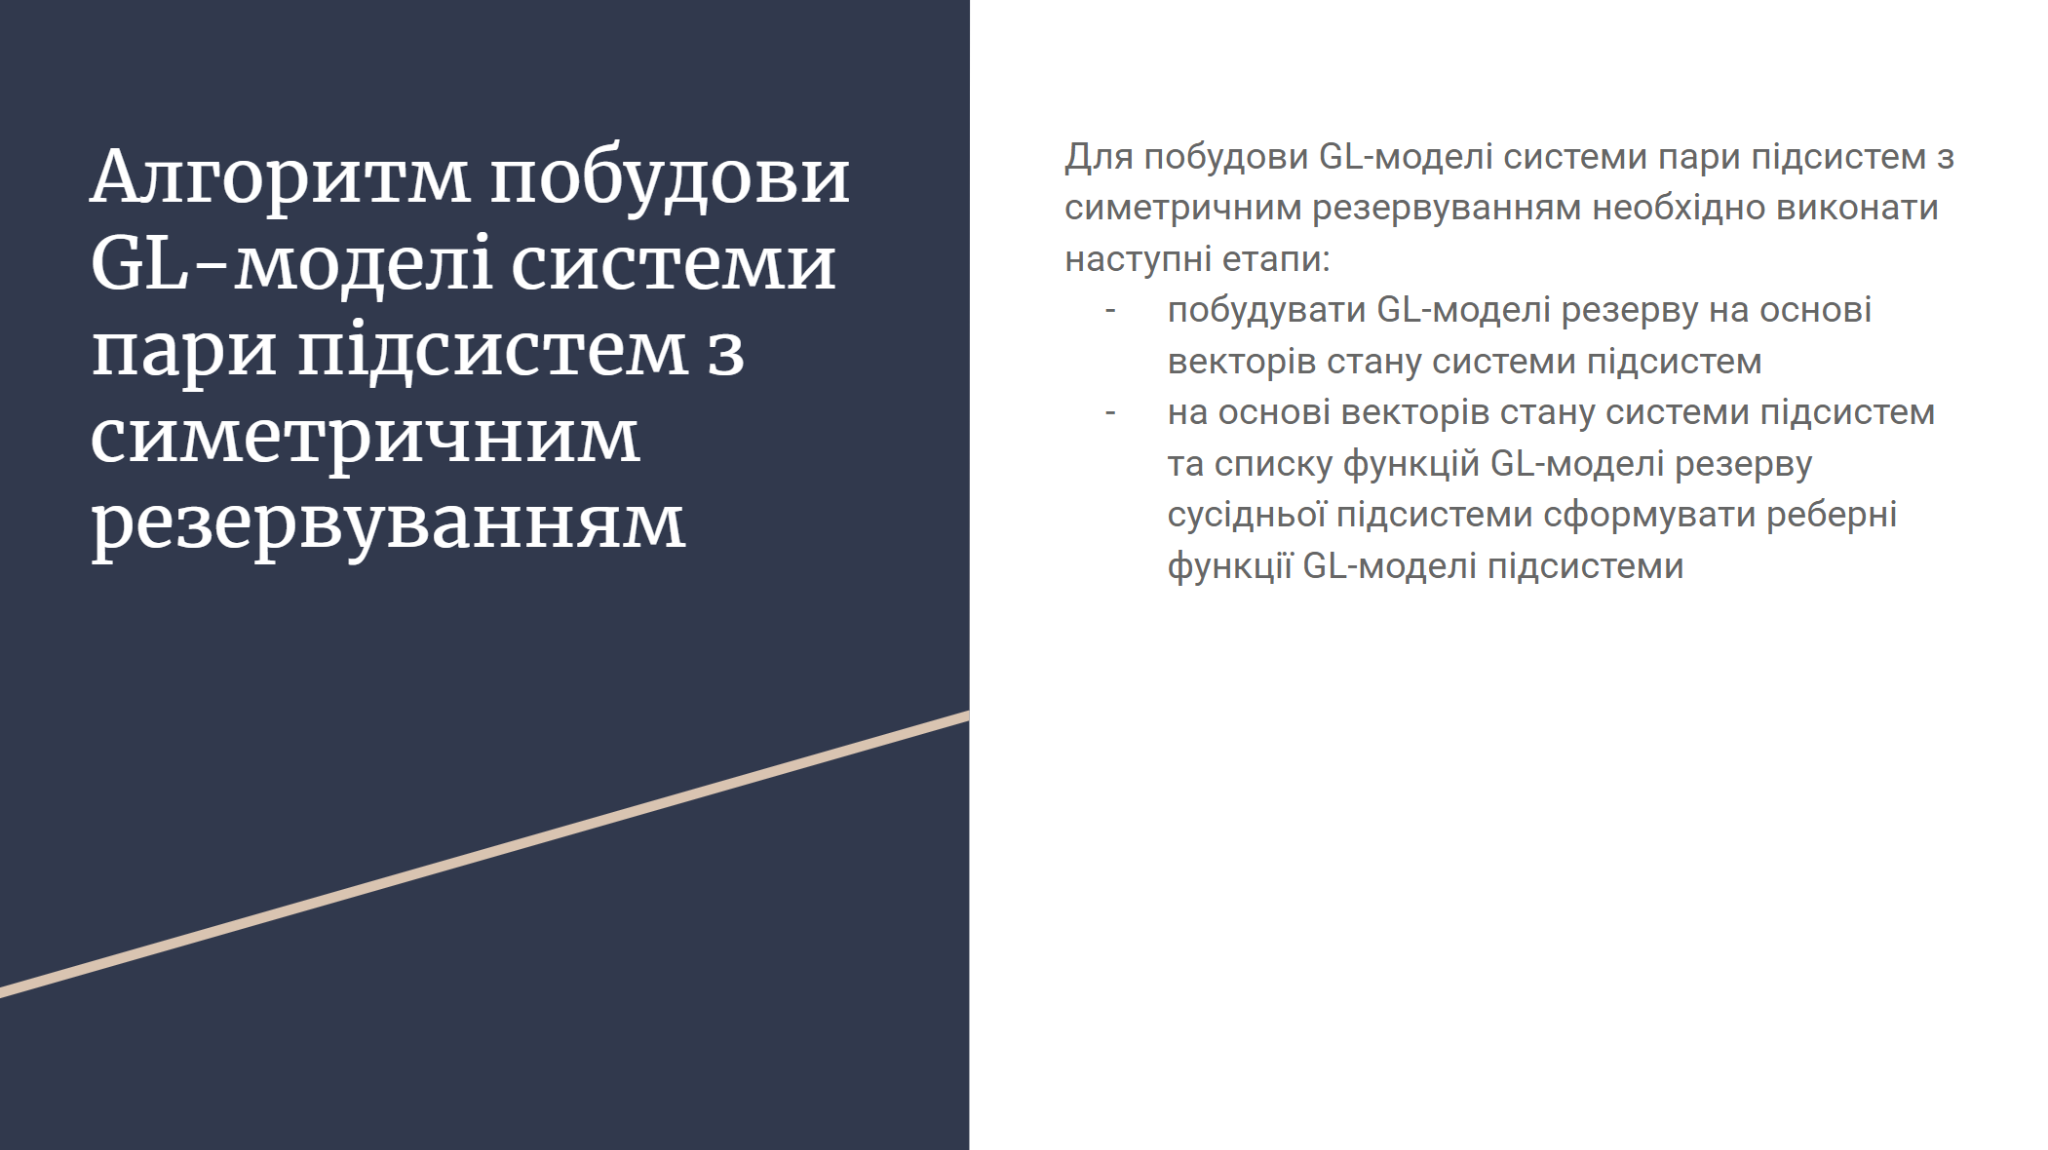 Алгоритм побудови
GL-моделі системи
пари підсистем з
симетричним
резервуванням
Для побудови GL-моделі системи пари підсистем з
симетричним резервуванням необхідно виконати
наступні етапи:
- побудувати GL-моделі резерву на основі
векторів стану системи підсистем
- на основі векторів стану системи підсистем
та списку функцій GL-моделі резерву
сусідньої підсистеми сформувати реберні
функції GL-моделі підсистеми